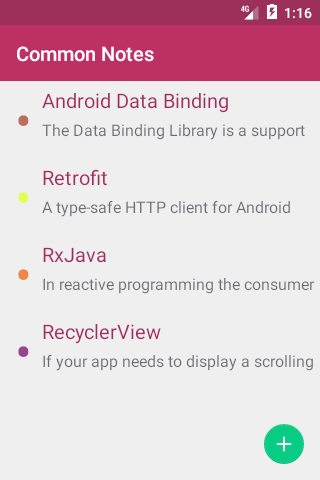 4G 1:16
Common Notes
Android Data Binding
The Data Binding Library is a support
Retrofit
A type-safe HTTP client for Android
RxJava
In reactive programming the consumer
RecyclerView
If your app needs to display a scrolling